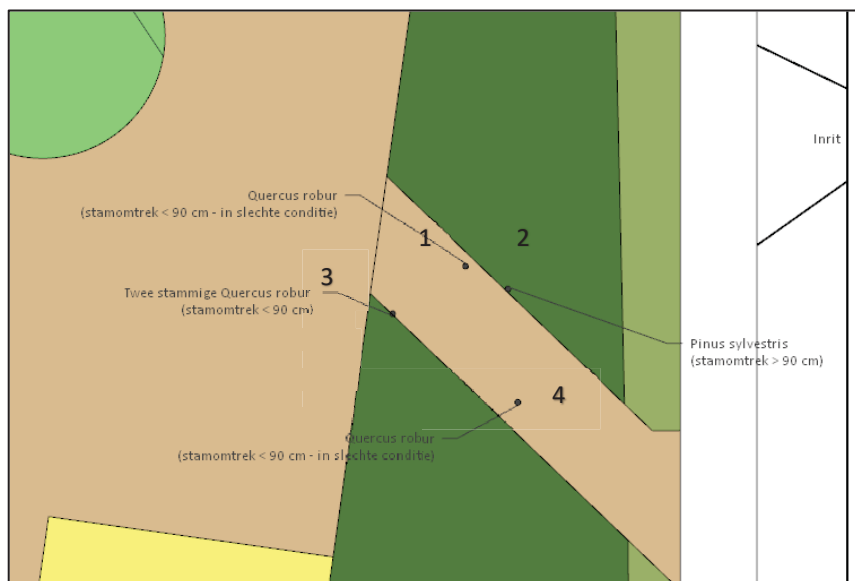 Inrit
Quercus robur
(stamomtrek < 90 cm - in slechte conditie)
1
2
3
Twee stammige Quercus robur
(stamomtrek < 90 cm)
Pinus sylvestris
(stamomtrek > 90 cm)
4
Quercus robur
(stamomtrek < 90 cm - in slechte conditie)